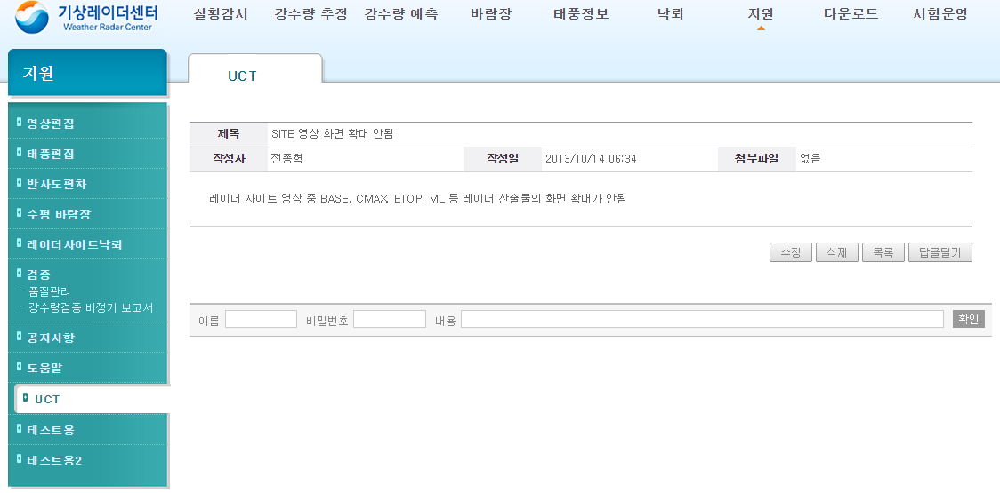 기상레이더센터
Weather Radar Center
실황감시 강수량 추정 강수량 예측 바람장 태풍정보 낙뢰 지원 다운로드 시험운영
지원
UCT
영상편집
태풍편집
반사도편차
수평 바람장
레이더사이트낙뢰
검증
- 품질관리
- 강수량검증 비정기 보고서
공지사항
도움말
UCT
테스트용
테스트용2
제목 SITE 영상 화면 확대 안됨
작성자 전종혁 작성일 2013/10/14 06:34 첨부파일 없음
레이더 사이트 영상 중 BASE, CMAX, ETOP, VIL 등 레이더 산출물의 화면 확대가 안됨
수정 삭제 목록 답글달기
이름 비밀번호 내용 확인